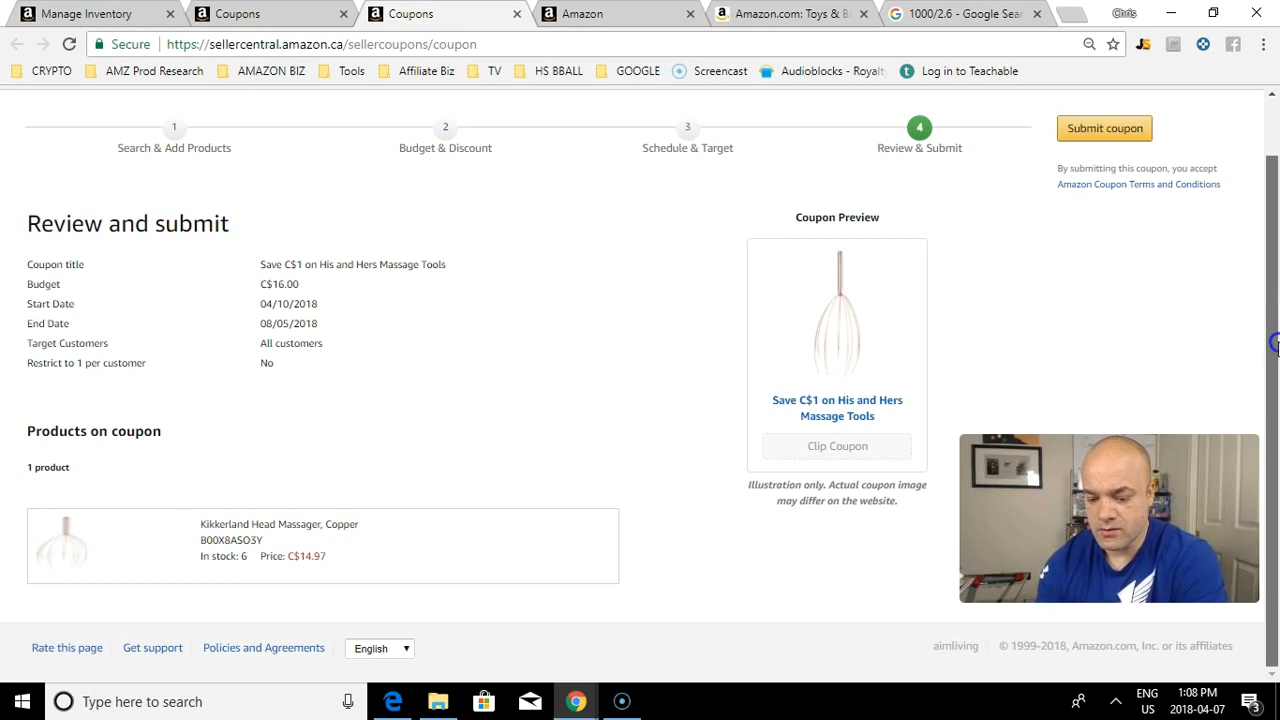 Manage Inventory
Coupons
Coupons
Amazon
Amazon.com: Toys & B
1000/2.6 - Google Sear
Chris
Secure
https://sellercentral.amazon.ca/sellercoupons/coupon
CRYPTO
AMZ Prod Research
AMAZON BIZ
Tools
Affiliate Biz
TV
HS BBALL
GOOGLE
Screencast
Audioblocks - Royalt
Log in to Teachable
1
2
3
4
Search & Add Products
Budget & Discount
Schedule & Target
Review & Submit
Submit coupon
By submitting this coupon, you accept
Amazon Coupon Terms and Conditions
Review and submit
Coupon title
Save C$1 on His and Hers Massage Tools
Budget
C$16.00
Start Date
04/10/2018
End Date
08/05/2018
Target Customers
All customers
Restrict to 1 per customer
No
Coupon Preview
Save C$1 on His and Hers
Massage Tools
Clip Coupon
Illustration only. Actual coupon image
may differ on the website.
Products on coupon
1 product
Kikkerland Head Massager, Copper
B00X8ASO3Y
In stock: 6 Price: C$14.97
Rate this page
Get support
Policies and Agreements
English
aimliving
© 1999-2018, Amazon.com, Inc. or its affiliates
Type here to search
ENG
US
1:08 PM
2018-04-07
3